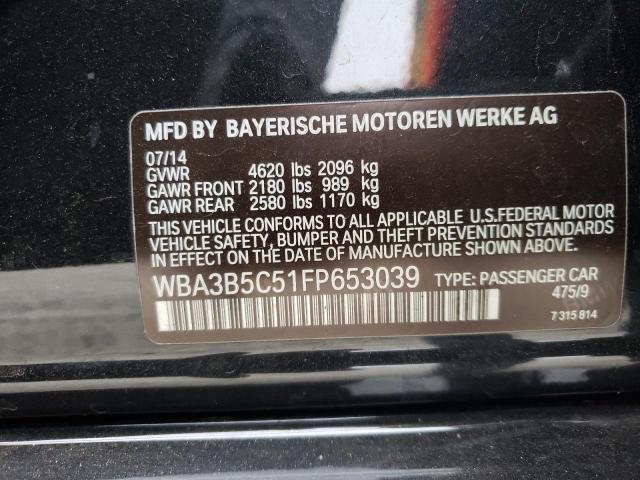 MFD BY BAYERISCHE MOTOREN WERKE AG
07/14
GVWR 4620 lbs 2096 kg
GAWR FRONT 2180 lbs 989 kg
GAWR REAR 2580 lbs 1170 kg
THIS VEHICLE CONFORMS TO ALL APPLICABLE U.S.FEDERAL MOTOR
VEHICLE SAFETY, BUMPER AND THEFT PREVENTION STANDARDS
IN EFFECT ON THE DATE OF MANUFACTURE SHOWN ABOVE.
WBA3B5C51FP653039 TYPE: PASSENGER CAR
475/9
7 315 814